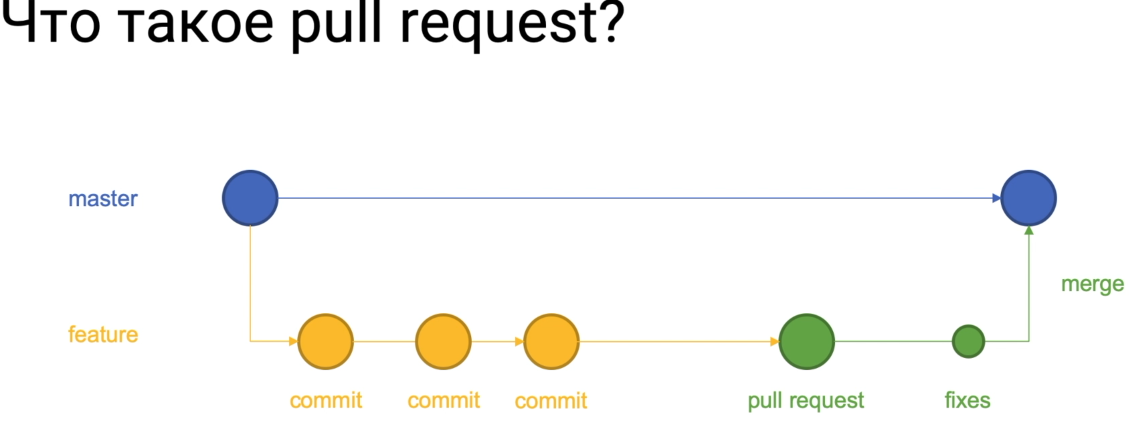 Что такое pull request?
master
merge
feature
commit commit commit pull request fixes